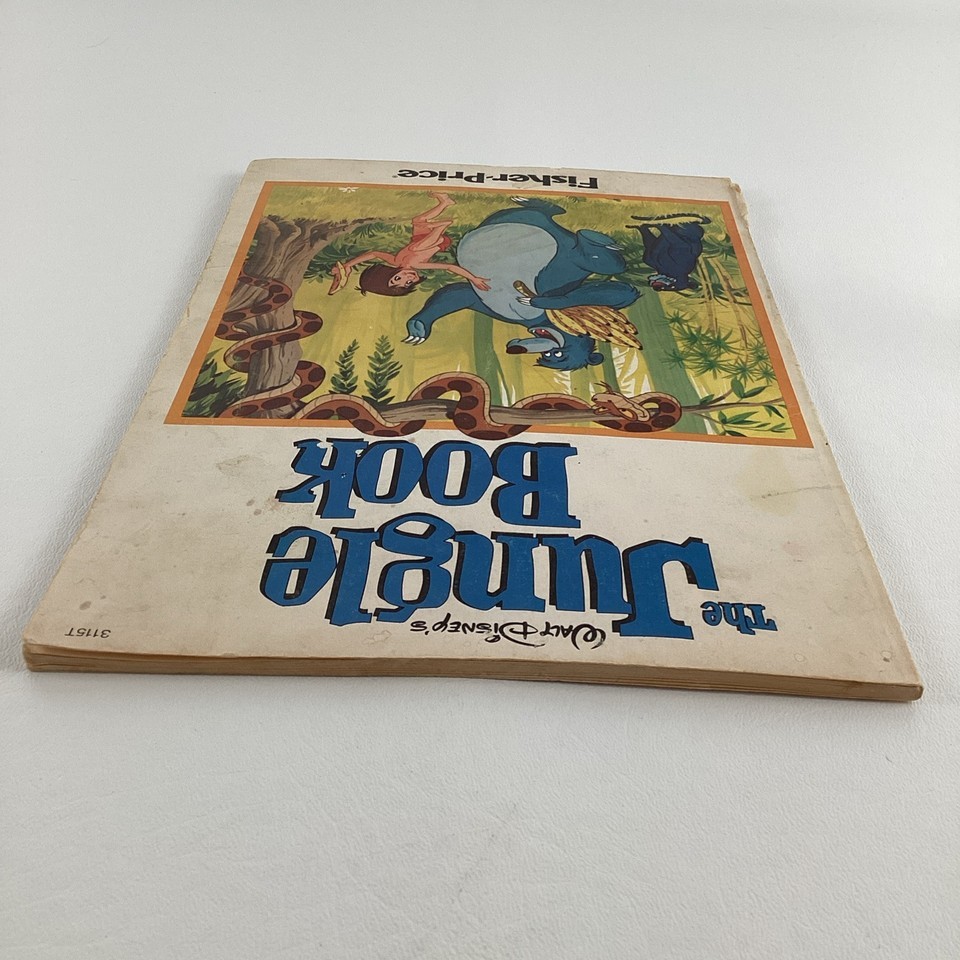 3115T
Walt Disney's
The Jungle
Book
Fisher-Price®